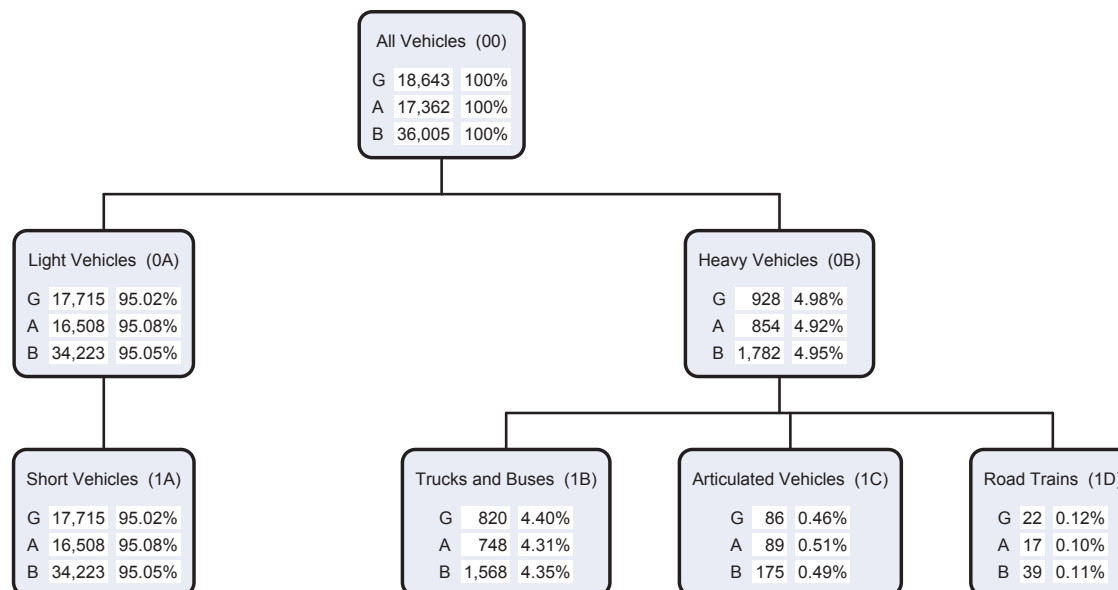 All Vehicles (00)
G 18,643 100%
A 17,362 100%
B 36,005 100%
Light Vehicles (0A)
G 17,715 95.02%
A 16,508 95.08%
B 34,223 95.05%
Heavy Vehicles (0B)
G 928 4.98%
A 854 4.92%
B 1,782 4.95%
Short Vehicles (1A)
G 17,715 95.02%
A 16,508 95.08%
B 34,223 95.05%
Trucks and Buses (1B)
G 820 4.40%
A 748 4.31%
B 1,568 4.35%
Articulated Vehicles (1C)
G 86 0.46%
A 89 0.51%
B 175 0.49%
Road Trains (1D)
G 22 0.12%
A 17 0.10%
B 39 0.11%